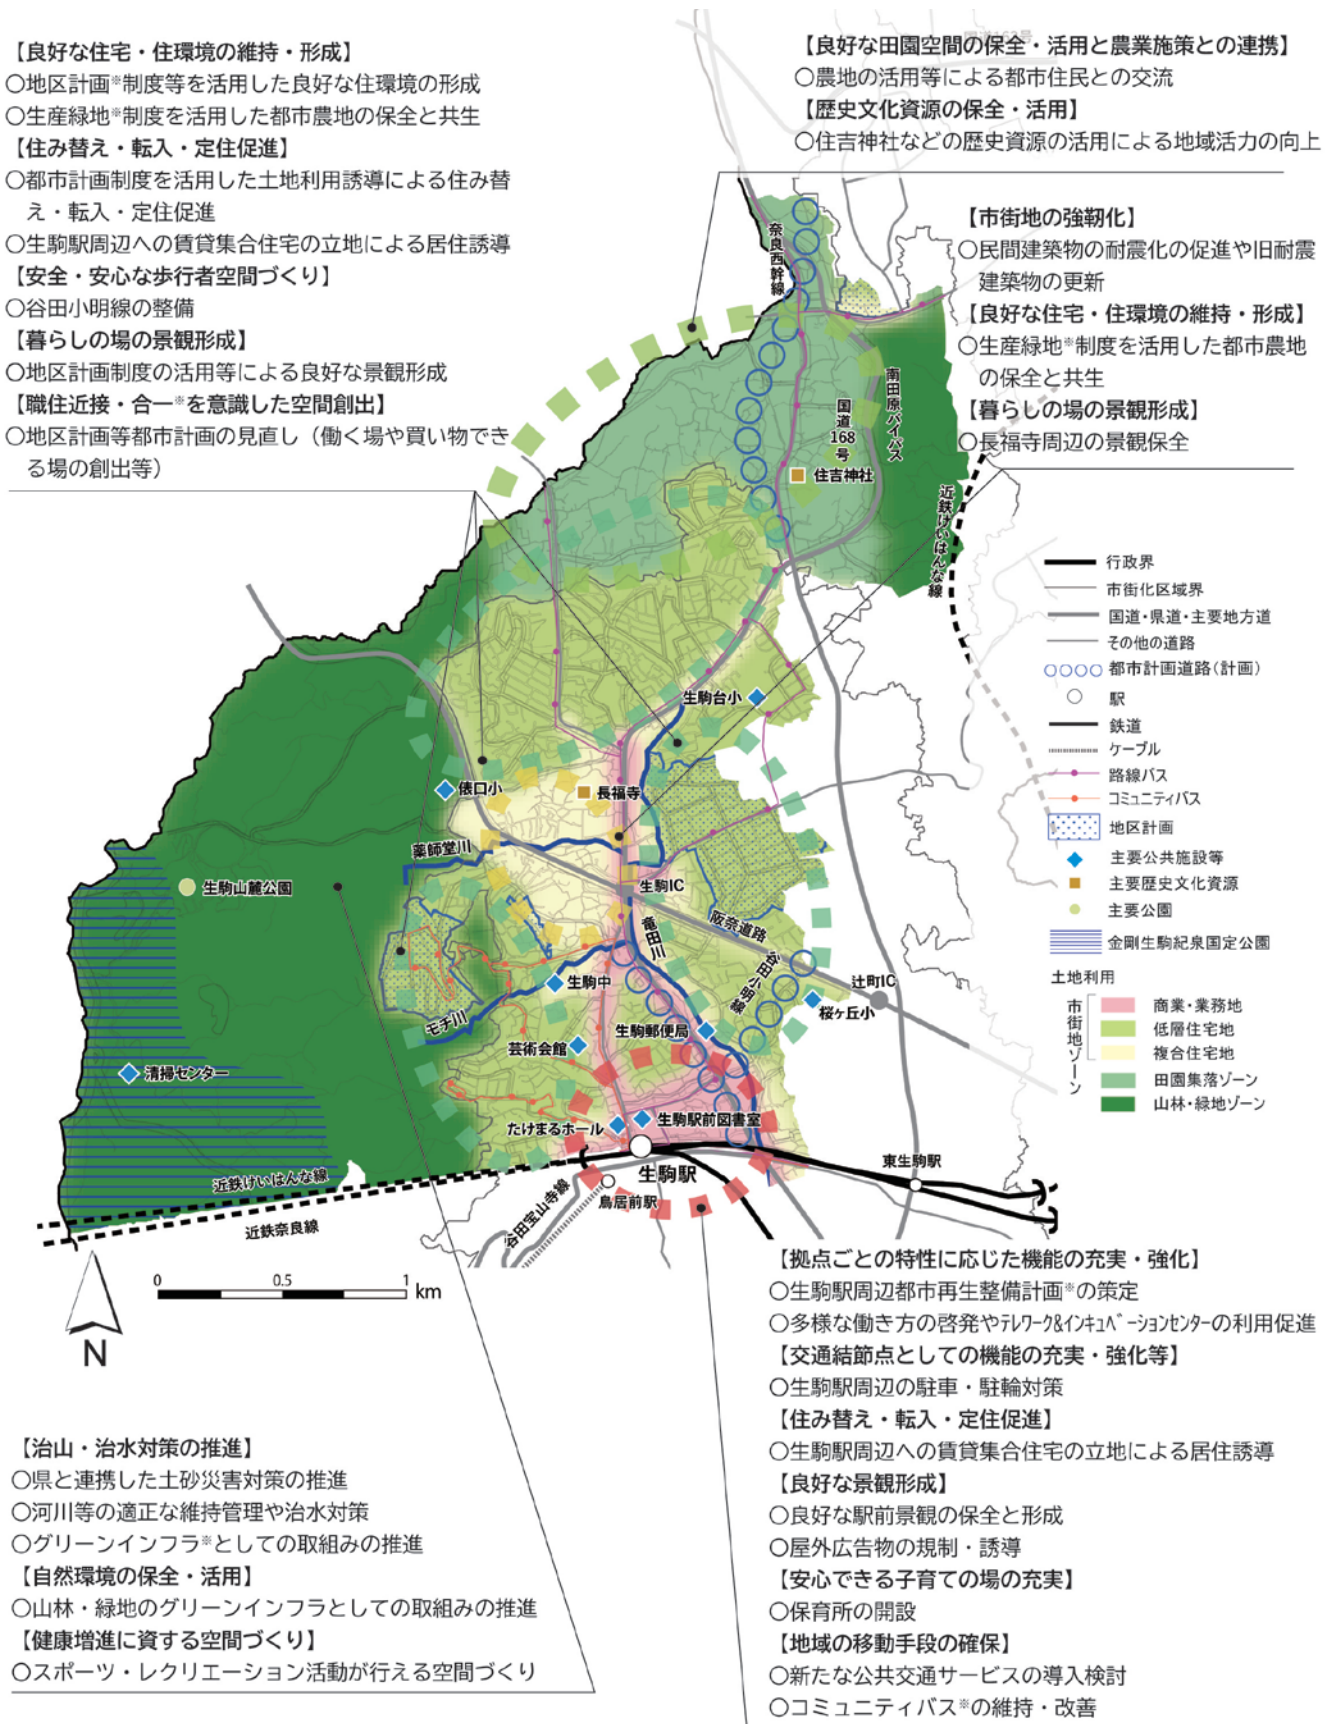 【良好な住宅・住環境の維持・形成】
○地区計画※制度等を活用した良好な住環境の形成
○生産緑地※制度を活用した都市農地の保全と共生
【住み替え・転入・定住促進】
○都市計画制度を活用した土地利用誘導による住み替
え・転入・定住促進
○生駒駅周辺への賃貸集合住宅の立地による居住誘導
【安全・安心な歩行者空間づくり】
○谷田小明線の整備
【暮らしの場の景観形成】
○地区計画制度の活用等による良好な景観形成
【職住近接・合一※を意識した空間創出】
○地区計画等都市計画の見直し（働く場や買い物でき
る場の創出等）
国道163号
【良好な田園空間の保全・活用と農業施策との連携】
○農地の活用等による都市住民との交流
【歴史文化資源の保全・活用】
○住吉神社などの歴史資源の活用による地域活力の向上
【市街地の強靭化】
○民間建築物の耐震化の促進や旧耐震
建築物の更新
【良好な住宅・住環境の維持・形成】
○生産緑地※制度を活用した都市農地
の保全と共生
【暮らしの場の景観形成】
○長福寺周辺の景観保全
奈良西幹線
南田原バイパス
国道168号
住吉神社
近鉄けいはんな線
生駒台小
俵口小
長福寺
薬師堂川
生駒山麓公園
生駒IC
阪奈道路
竜田川
谷田小明線
辻町IC
生駒中
桜ヶ丘小
モチ川
生駒郵便局
芸術会館
清掃センター
たけまるホール
生駒駅前図書室
生駒駅
東生駒駅
近鉄けいはんな線
鳥居前駅
近鉄奈良線
谷田宝山寺線
行政界
市街化区域界
国道・県道・主要地方道
その他の道路
都市計画道路（計画）
駅
鉄道
ケーブル
路線バス
コミュニティバス
地区計画
主要公共施設等
主要歴史文化資源
主要公園
金剛生駒紀泉国定公園
土地利用
市街地ゾーン
商業・業務地
低層住宅地
複合住宅地
田園集落ゾーン
山林・緑地ゾーン
0 0.5 1 km
N
【拠点ごとの特性に応じた機能の充実・強化】
○生駒駅周辺都市再生整備計画※の策定
○多様な働き方の啓発やﾃﾚﾜｰｸ&ｲﾝｷｭﾍﾞｰｼｮﾝｾﾝﾀｰの利用促進
【交通結節点としての機能の充実・強化等】
○生駒駅周辺の駐車・駐輪対策
【住み替え・転入・定住促進】
○生駒駅周辺への賃貸集合住宅の立地による居住誘導
【良好な景観形成】
○良好な駅前景観の保全と形成
○屋外広告物の規制・誘導
【安心できる子育ての場の充実】
○保育所の開設
【地域の移動手段の確保】
○新たな公共交通サービスの導入検討
○コミュニティバス※の維持・改善
【治山・治水対策の推進】
○県と連携した土砂災害対策の推進
○河川等の適正な維持管理や治水対策
○グリーンインフラ※としての取組みの推進
【自然環境の保全・活用】
○山林・緑地のグリーンインフラとしての取組みの推進
【健康増進に資する空間づくり】
○スポーツ・レクリエーション活動が行える空間づくり